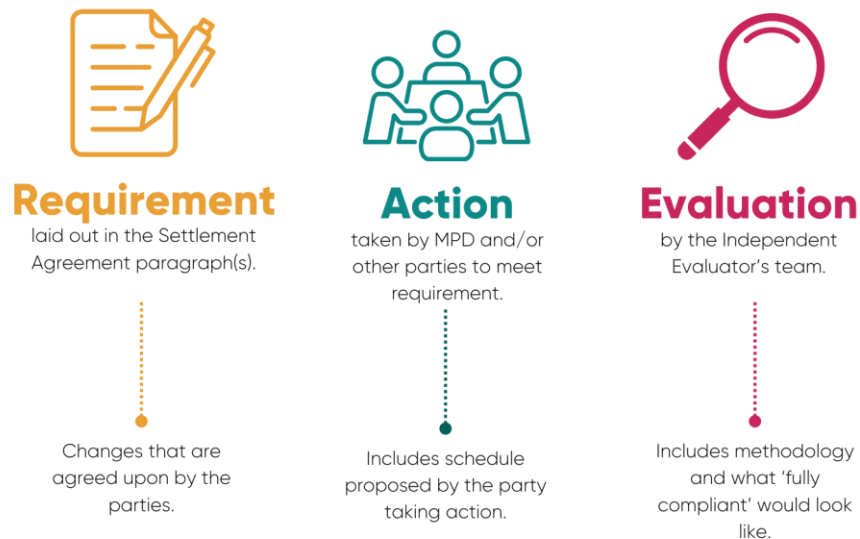 Requirement
laid out in the Settlement
Agreement paragraph(s).
Changes that are
agreed upon by the
parties.
Action
taken by MPD and/or
other parties to meet
requirement.
Includes schedule
proposed by the party
taking action.
Evaluation
by the Independent
Evaluator’s team.
Includes methodology
and what ‘fully
compliant’ would look
like.